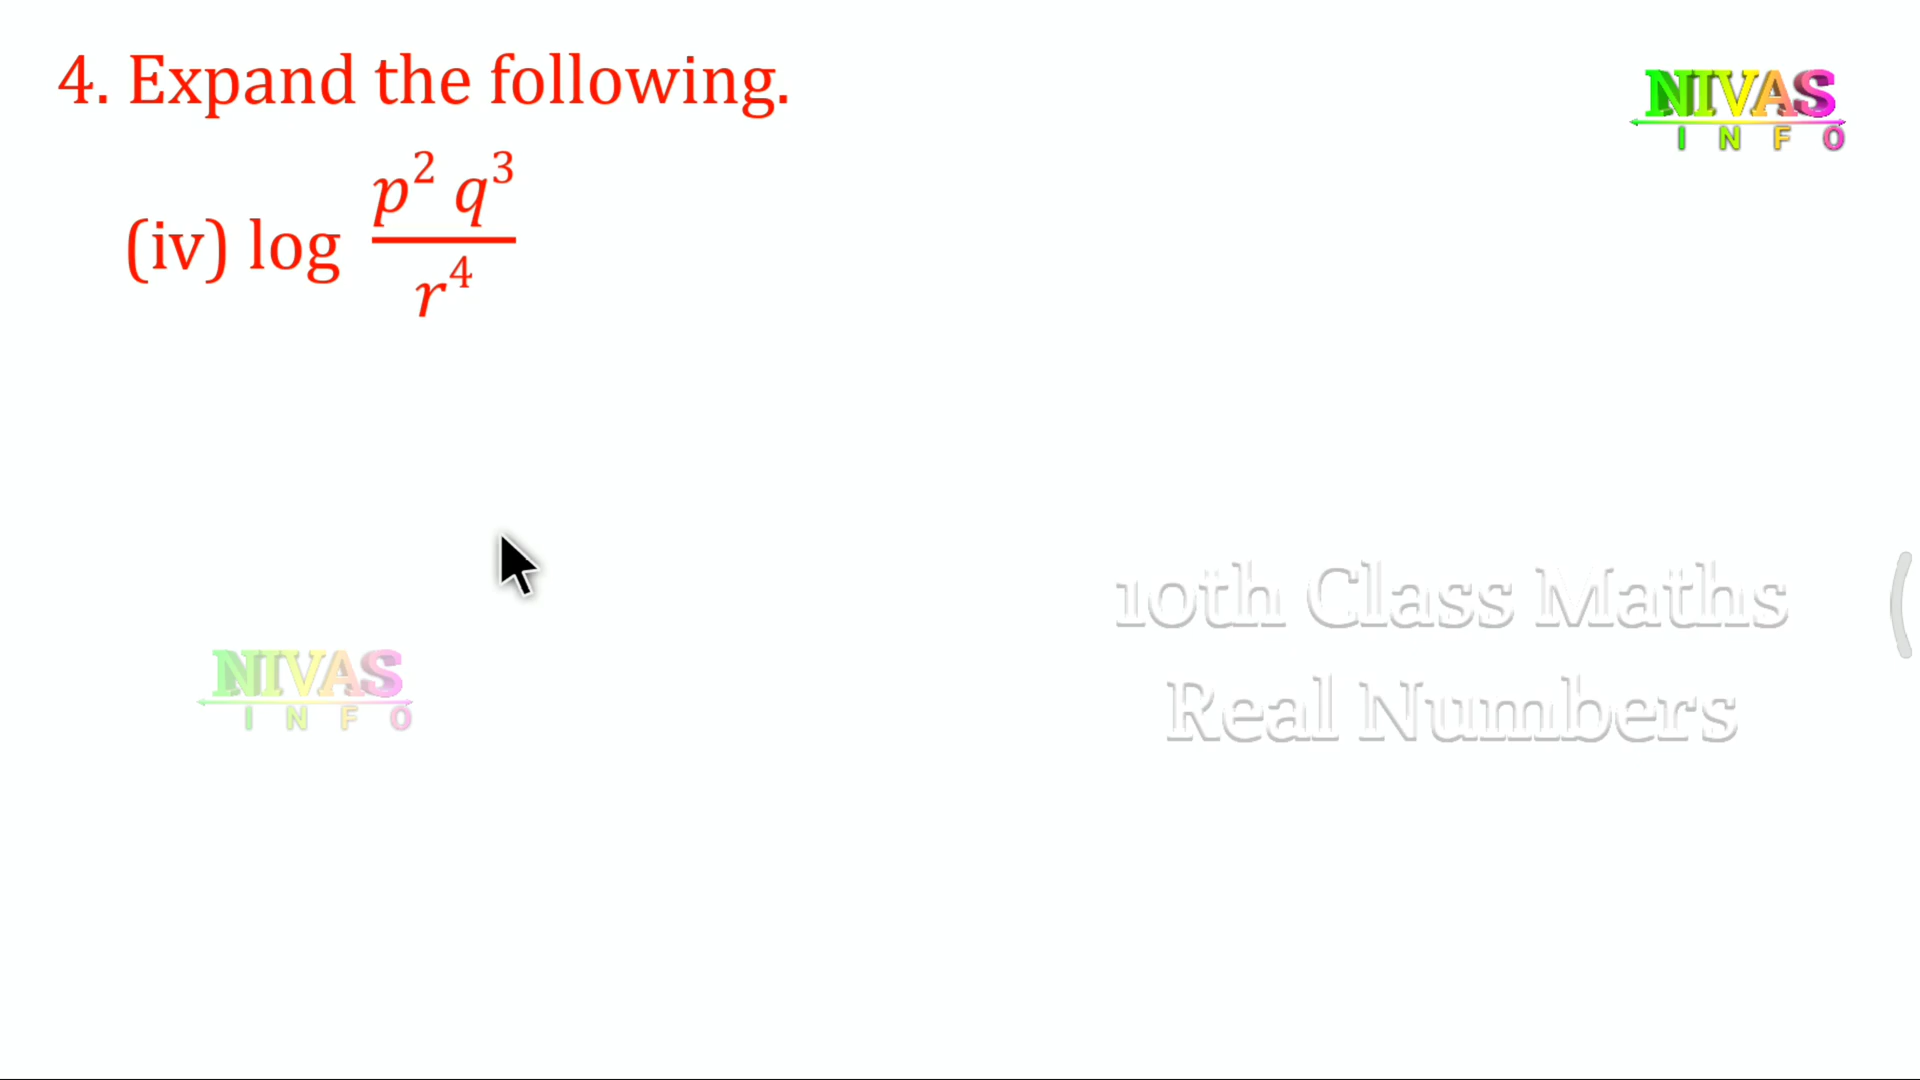 4. Expand the following.
NIVAS
INFO
(iv) log p² q³ / r⁴
10th Class Maths
Real Numbers
NIVAS
INFO